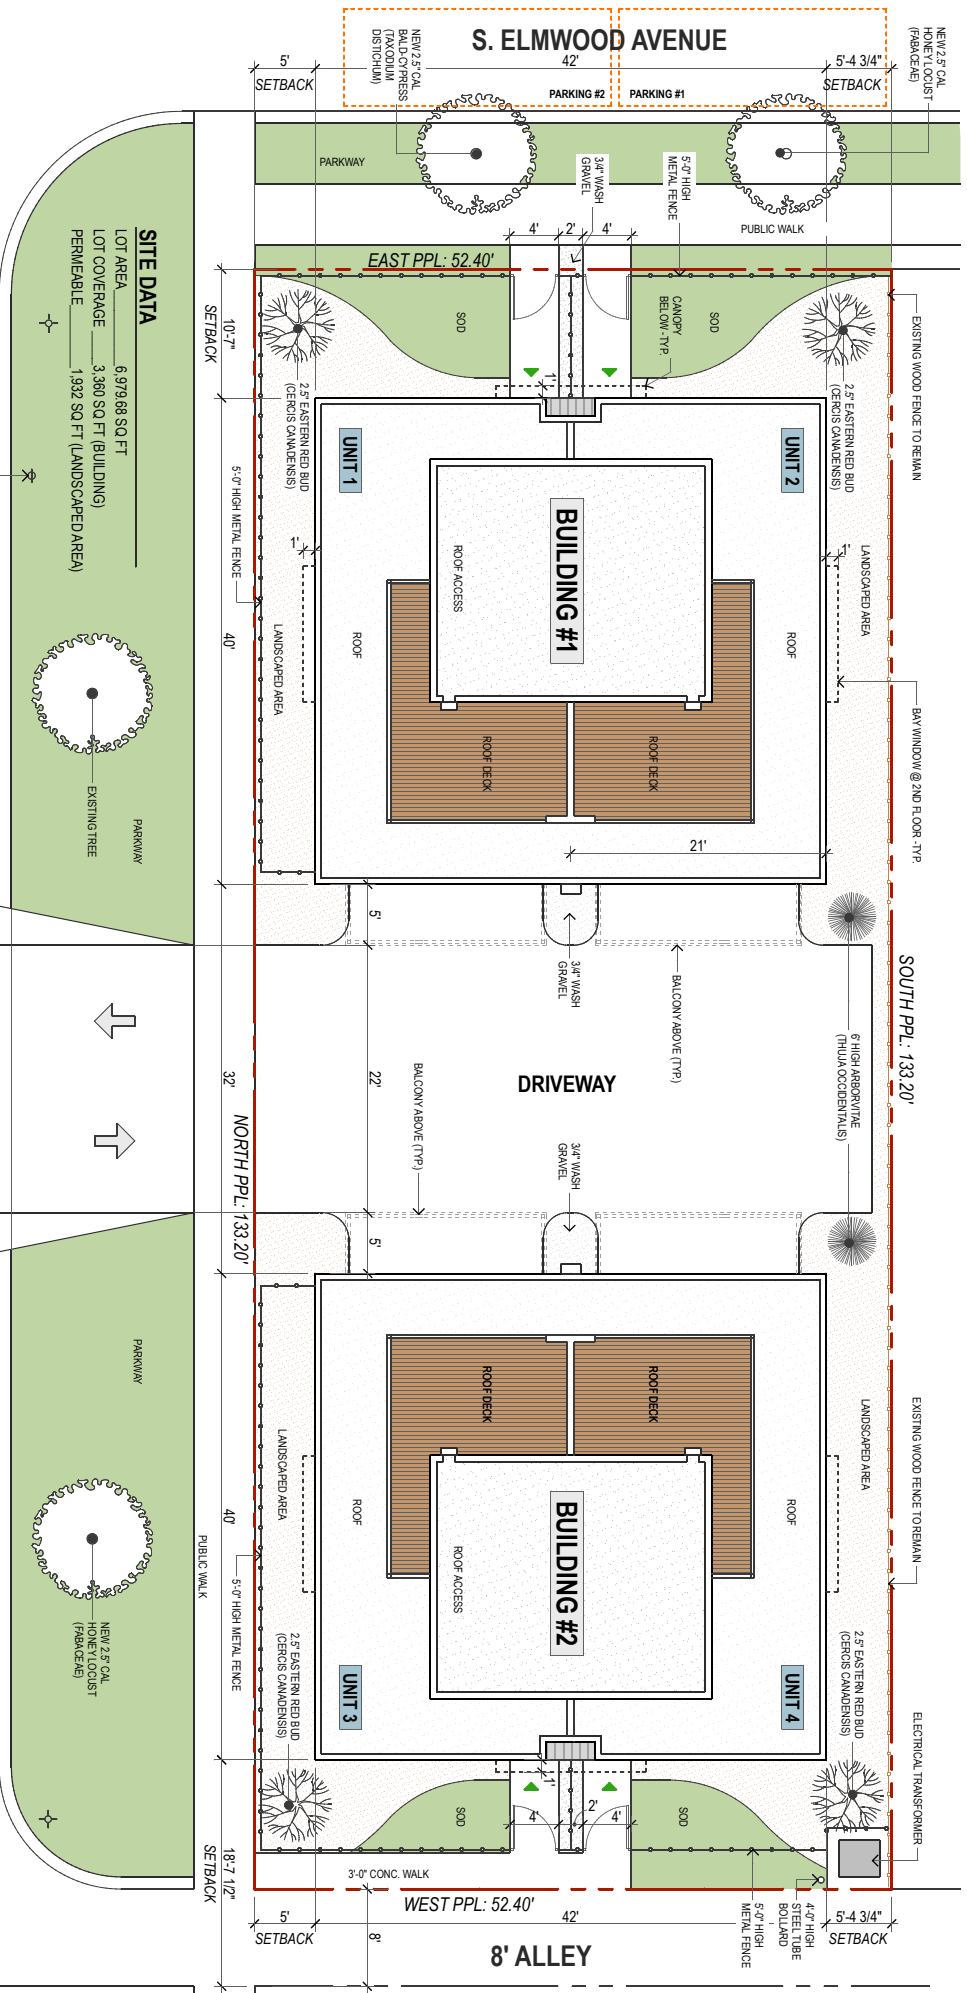 S. ELMWOOD AVENUE
NEW 2.5" CAL
BALD-CYPRESS
(TAXODIUM
DISTICHUM)
NEW 2.5" CAL
HONEY LOCUST
(FABACEAE)
5'
42'
5'-4 3/4"
SETBACK
SETBACK
PARKING #2
PARKING #1
PARKWAY
3/4" WASH
GRAVEL
5'-0" HIGH
METAL FENCE
PUBLIC WALK
4'
2'
4'
EAST PPL: 52.40'
SITE DATA
LOT AREA 6,979.68 SQ FT
LOT COVERAGE 3,360 SQ FT (BUILDING)
PERMEABLE 1,932 SQ FT (LANDSCAPED AREA)
10'-7"
SETBACK
SOD
CANOPY
BELOW -TYP.
SOD
EXISTING WOOD FENCE TO REMAIN
1'
2.5" EASTERN RED BUD
(CERCIS CANADENSIS)
2.5" EASTERN RED BUD
(CERCIS CANADENSIS)
UNIT 1
UNIT 2
BUILDING #1
5'-0" HIGH METAL FENCE
1'
1'
ROOF ACCESS
LANDSCAPED AREA
40'
LANDSCAPED AREA
ROOF
ROOF
BAY WINDOW @ 2ND FLOOR -TYP.
ROOF DECK
ROOF DECK
EXISTING TREE
PARKWAY
21'
5'
3/4" WASH
GRAVEL
BALCONY ABOVE (TYP.)
SOUTH PPL: 133.20'
6' HIGH ARBORVITAE
(THUJA OCCIDENTALIS)
32'
22'
DRIVEWAY
BALCONY ABOVE (TYP.)
NORTH PPL: 133.20'
3/4" WASH
GRAVEL
5'
PARKWAY
ROOF DECK
ROOF DECK
LANDSCAPED AREA
LANDSCAPED AREA
EXISTING WOOD FENCE TO REMAIN
40'
ROOF
ROOF
BUILDING #2
ROOF ACCESS
PUBLIC WALK
5'-0" HIGH METAL FENCE
NEW 2.5" CAL
HONEY LOCUST
(FABACEAE)
2.5" EASTERN RED BUD
(CERCIS CANADENSIS)
2.5" EASTERN RED BUD
(CERCIS CANADENSIS)
UNIT 3
UNIT 4
ELECTRICAL TRANSFORMER
1'
SOD
4'
2'
4'
SOD
18'-7 1/2"
SETBACK
3'-0" CONC. WALK
WEST PPL: 52.40'
5'-0" HIGH
METAL FENCE
4'-0" HIGH
STEEL TUBE
BOLLARD
5'
42'
5'-4 3/4"
SETBACK
SETBACK
8'
8' ALLEY